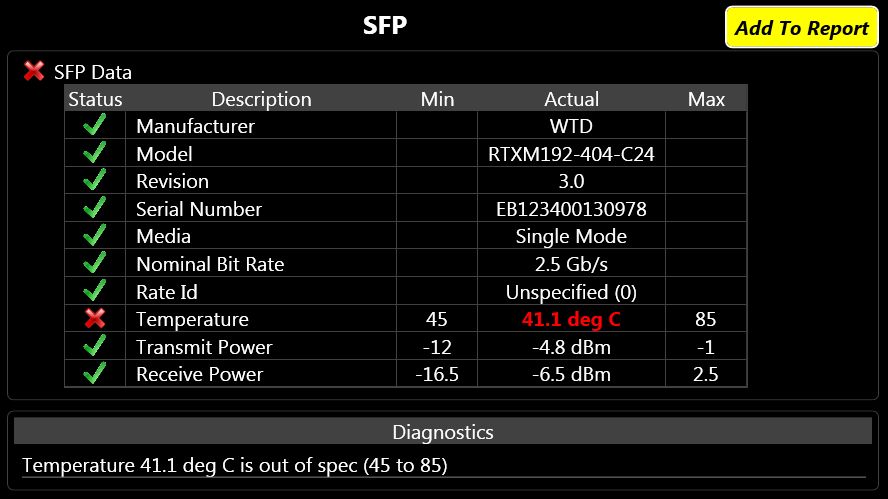 SFP
Add To Report
SFP Data
Status Description Min Actual Max
Manufacturer WTD
Model RTXM192-404-C24
Revision 3.0
Serial Number EB123400130978
Media Single Mode
Nominal Bit Rate 2.5 Gb/s
Rate Id Unspecified (0)
Temperature 45 41.1 deg C 85
Transmit Power -12 -4.8 dBm -1
Receive Power -16.5 -6.5 dBm 2.5
Diagnostics
Temperature 41.1 deg C is out of spec (45 to 85)